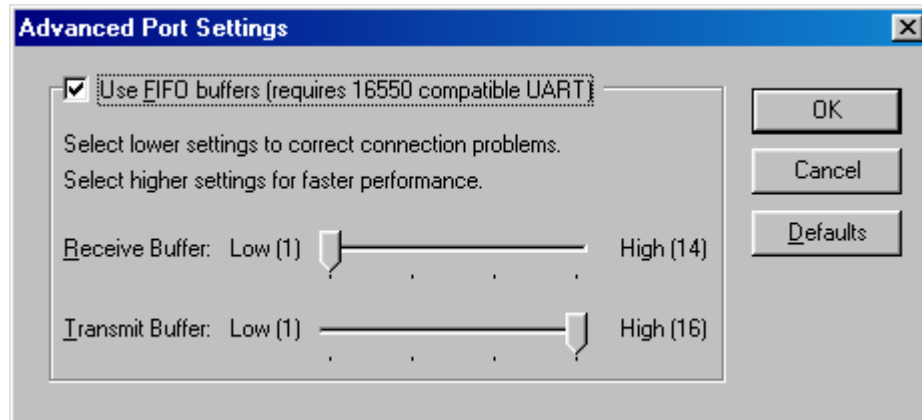 Advanced Port Settings
Use FIFO buffers (requires 16550 compatible UART)
Select lower settings to correct connection problems.
Select higher settings for faster performance.
Receive Buffer: Low (1) High (14)
Transmit Buffer: Low (1) High (16)
OK
Cancel
Defaults